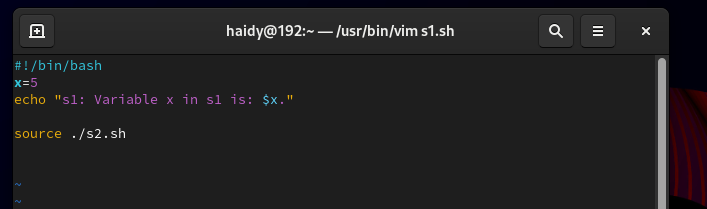 haidy@192:~ — /usr/bin/vim s1.sh
#!/bin/bash
x=5
echo "s1: Variable x in s1 is: $x."
source ./s2.sh
~
~